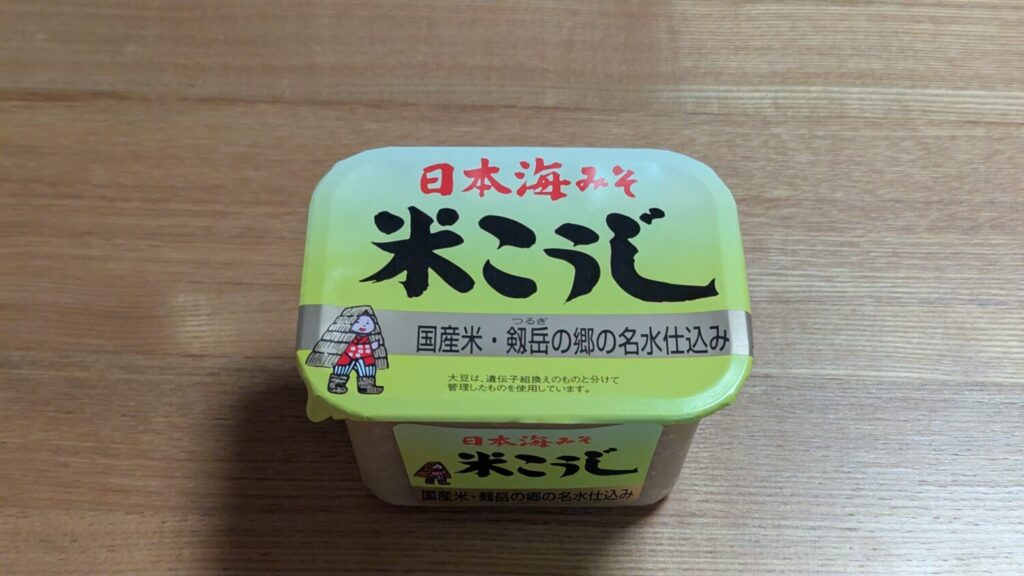 日本海みそ
米こうじ
つるぎ
国産米・剱岳の郷の名水仕込み
大豆は、遺伝子組換えのものと分けて
管理したものを使用しています。
日本海みそ
米こうじ
国産米・剱岳の郷の名水仕込み